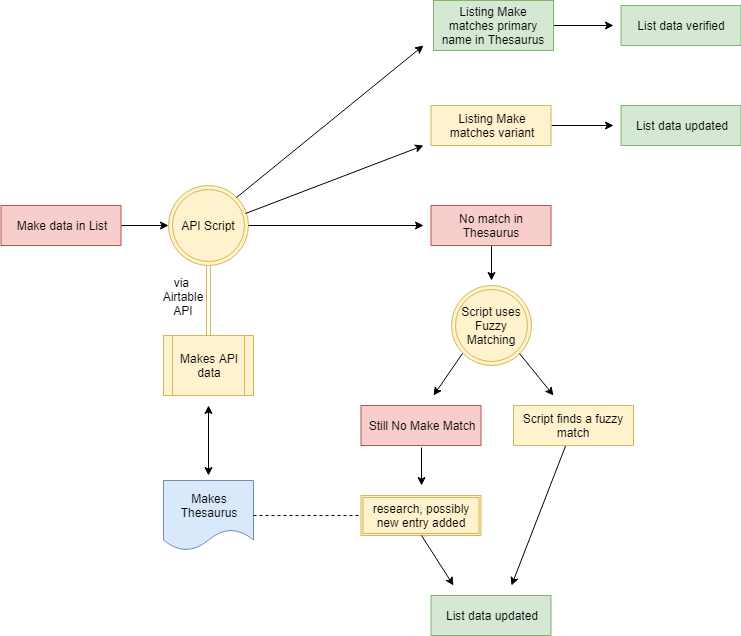 Listing Make
matches primary
name in Thesaurus
List data verified
Listing Make
matches variant
List data updated
Make data in List
API Script
No match in
Thesaurus
via
Airtable
API
Script uses
Fuzzy
Matching
Makes API
data
Still No Make Match
Script finds a fuzzy
match
Makes
Thesaurus
research, possibly
new entry added
List data updated